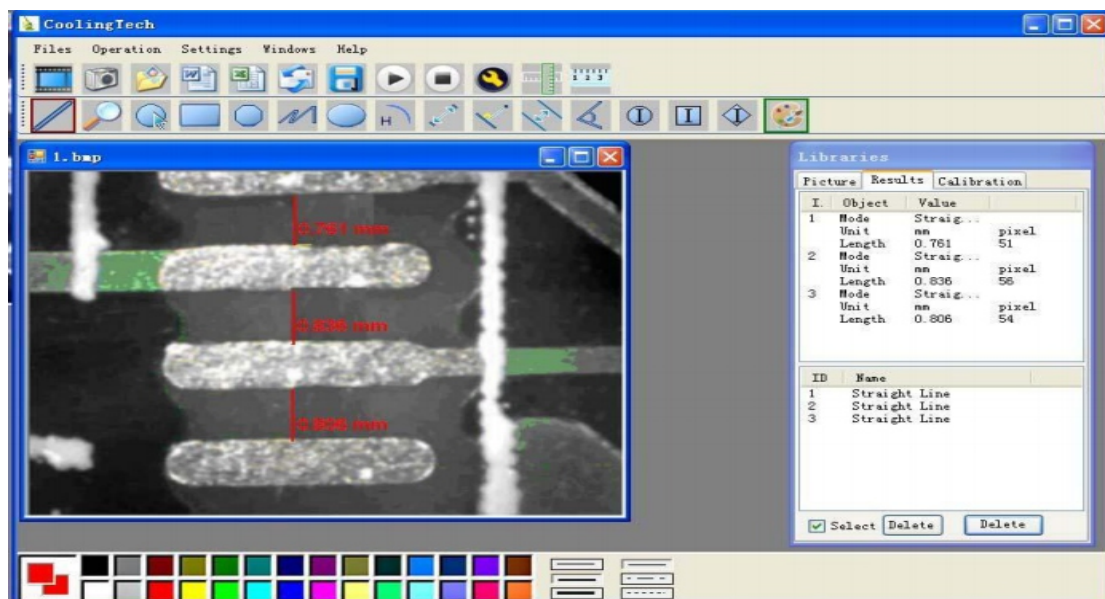 CoolingTech
Files Operation Settings Windows Help
1.bmp
0.761 mm
0.836 mm
0.806 mm
Libraries
Picture Results Calibration
I. Object Value
1 Mode Straig...
Unit mm pixel
Length 0.761 51
2 Mode Straig...
Unit mm pixel
Length 0.836 56
3 Mode Straig...
Unit mm pixel
Length 0.806 54
ID Name
1 Straight Line
2 Straight Line
3 Straight Line
Select Delete Delete